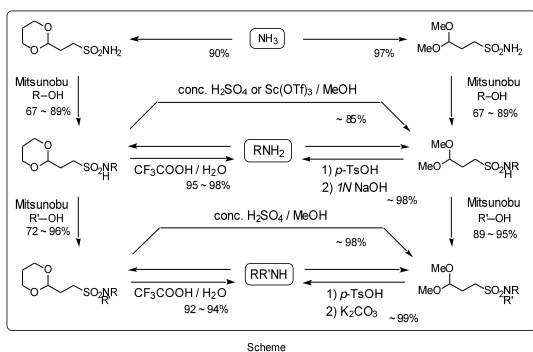 O
O
SO2NH2
90%
NH3
97%
MeO
OMe
SO2NH2
Mitsunobu
R–OH
67 ~ 89%
conc. H2SO4 or Sc(OTf)3 / MeOH
~ 85%
Mitsunobu
R–OH
67 ~ 89%
O
O
SO2NR
H
CF3COOH / H2O
95 ~ 98%
RNH2
1) p-TsOH
2) 1N NaOH
~ 98%
MeO
OMe
SO2NR
H
Mitsunobu
R'–OH
72 ~ 96%
conc. H2SO4 / MeOH
~ 98%
Mitsunobu
R'–OH
89 ~ 95%
O
O
SO2NR
R'
CF3COOH / H2O
92 ~ 94%
RR'NH
1) p-TsOH
2) K2CO3
~ 99%
MeO
OMe
SO2NR
R'
Scheme